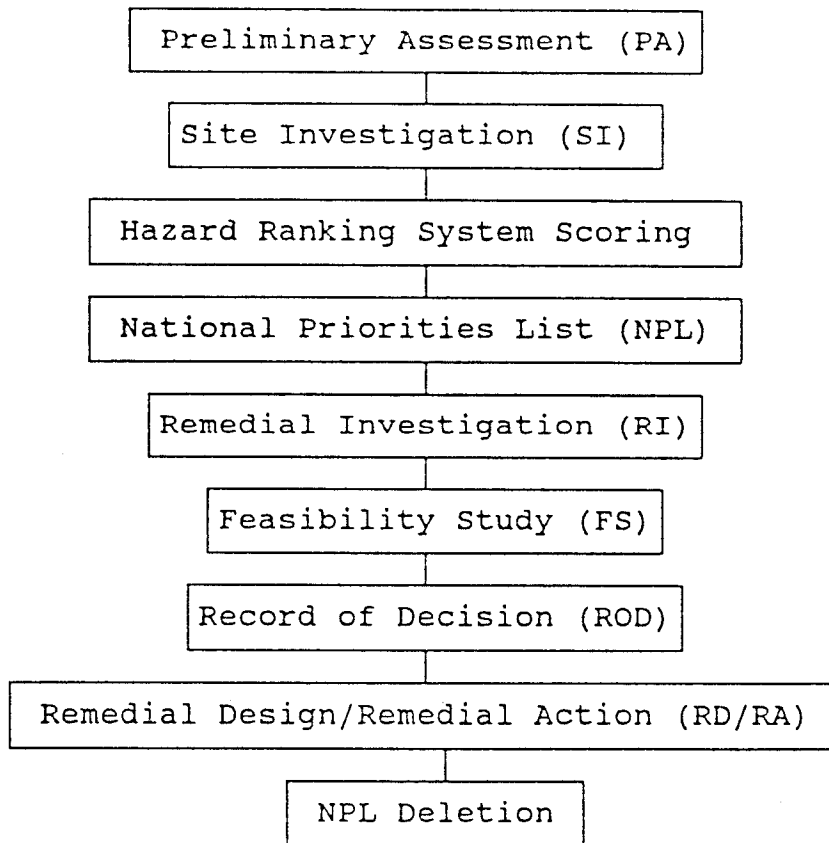 Preliminary Assessment (PA)
Site Investigation (SI)
Hazard Ranking System Scoring
National Priorities List (NPL)
Remedial Investigation (RI)
Feasibility Study (FS)
Record of Decision (ROD)
Remedial Design/Remedial Action (RD/RA)
NPL Deletion